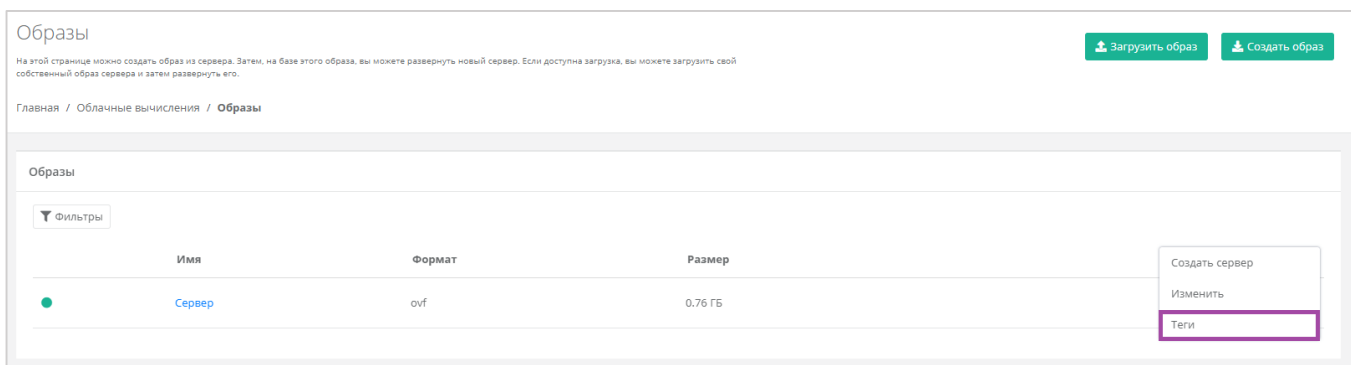 Образы
Загрузить образ
Создать образ
На этой странице можно создать образ из сервера. Затем, на базе этого образа, вы можете развернуть новый сервер. Если доступна загрузка, вы можете загрузить свой
собственный образ сервера и затем развернуть его.
Главная / Облачные вычисления / Образы
Образы
Фильтры
Имя Формат Размер
Создать сервер
Сервер ovf 0.76 ГБ
Изменить
Теги